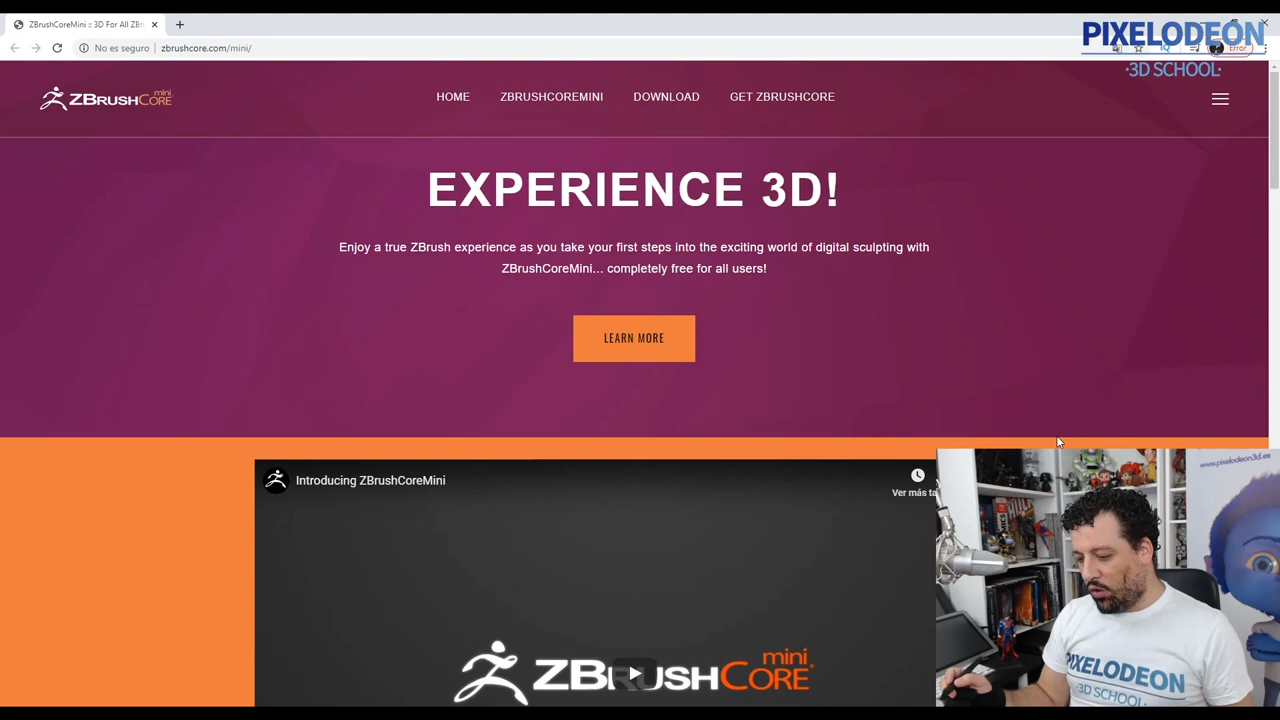 ZBrushCoreMini :: 3D For All ZBr
No es seguro
zbrushcore.com/mini/
Error
PIXELODEON
·3D SCHOOL·
ZBRUSHCORE mini
HOME
ZBRUSHCOREMINI
DOWNLOAD
GET ZBRUSHCORE
EXPERIENCE 3D!
Enjoy a true ZBrush experience as you take your first steps into the exciting world of digital sculpting with
ZBrushCoreMini... completely free for all users!
LEARN MORE
Introducing ZBrushCoreMini
Ver más ta
ZBRUSHCORE mini
www.pixelodeon3d.es
HULK
PIXELODEON
·3D SCHOOL·